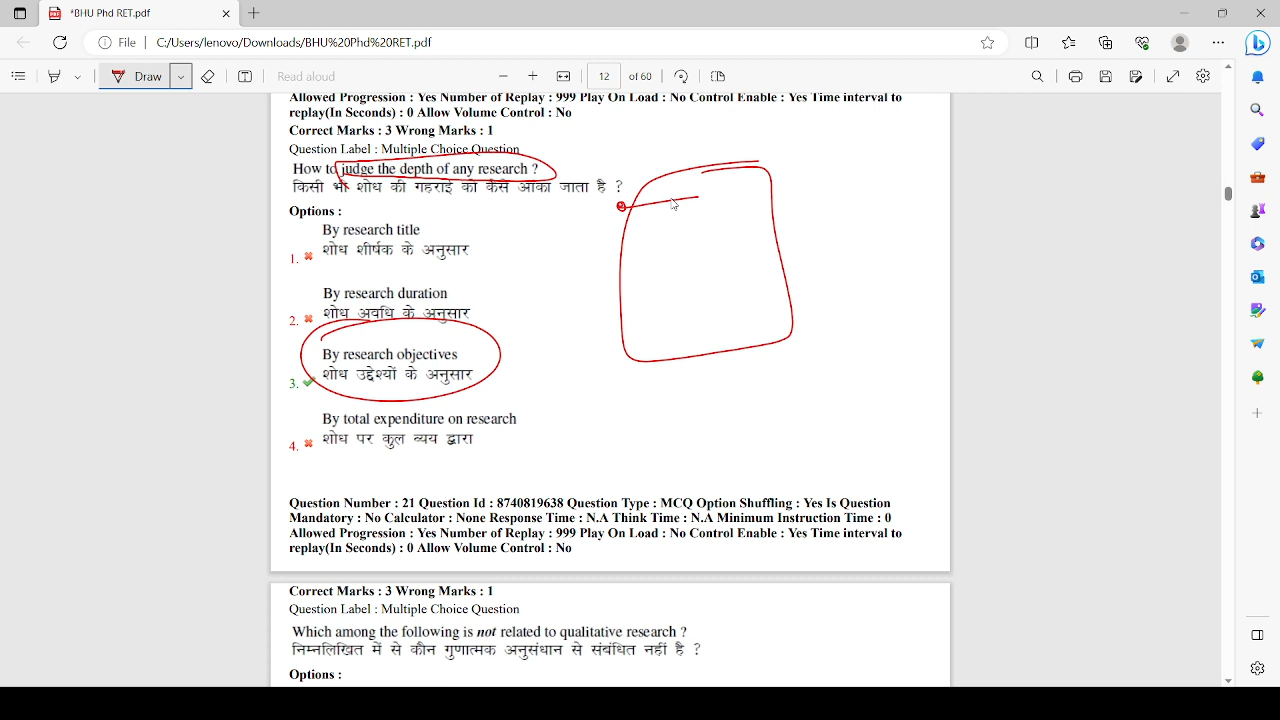 *BHU Phd RET.pdf
File
C:/Users/lenovo/Downloads/BHU%20Phd%20RET.pdf
Draw
Read aloud
12 of 60
Allowed Progression : Yes Number of Replay : 999 Play On Load : No Control Enable : Yes Time interval to
replay(In Seconds) : 0 Allow Volume Control : No
Correct Marks : 3 Wrong Marks : 1
Question Label : Multiple Choice Question
How to judge the depth of any research ?
किसी भी शोध की गहराई को कैसे आँका जाता है ?
Options :
By research title
शोध शीर्षक के अनुसार
1.
By research duration
शोध अवधि के अनुसार
2.
By research objectives
शोध उद्देश्यों के अनुसार
3.
By total expenditure on research
शोध पर कुल व्यय द्वारा
4.
Question Number : 21 Question Id : 8740819638 Question Type : MCQ Option Shuffling : Yes Is Question
Mandatory : No Calculator : None Response Time : N.A Think Time : N.A Minimum Instruction Time : 0
Allowed Progression : Yes Number of Replay : 999 Play On Load : No Control Enable : Yes Time interval to
replay(In Seconds) : 0 Allow Volume Control : No
Correct Marks : 3 Wrong Marks : 1
Question Label : Multiple Choice Question
Which among the following is not related to qualitative research ?
निम्नलिखित में से कौन गुणात्मक अनुसंधान से संबंधित नहीं है ?
Options :